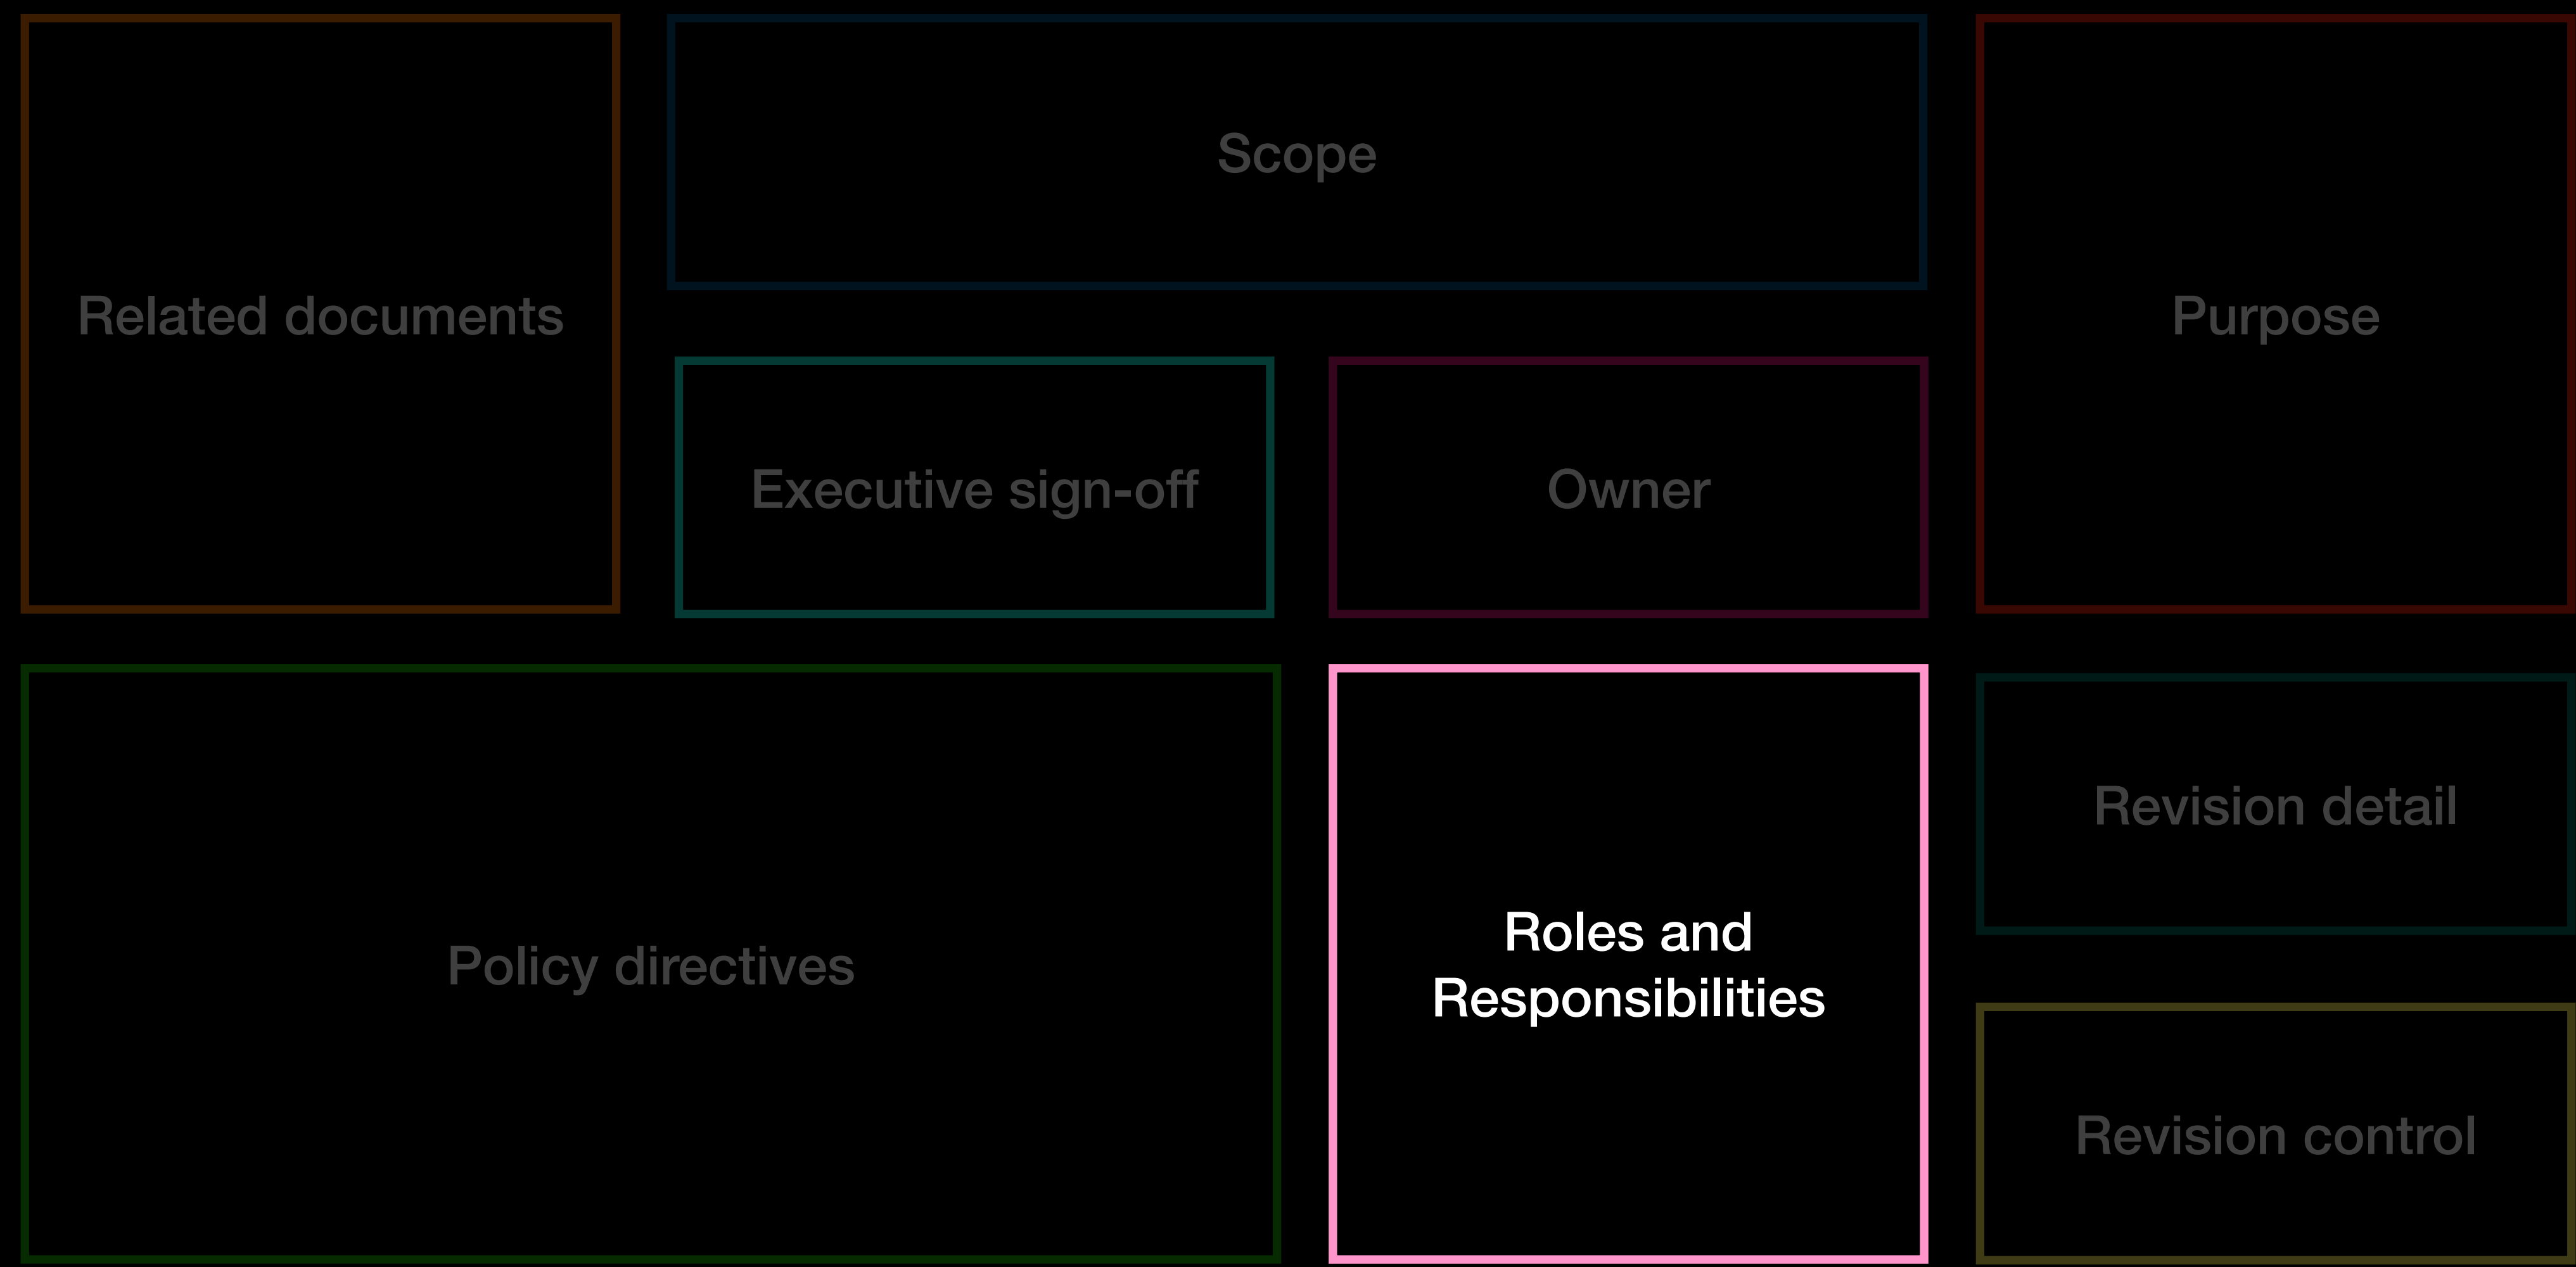 Related documents
Scope
Purpose
Executive sign-off
Owner
Policy directives
Roles and
Responsibilities
Revision detail
Revision control